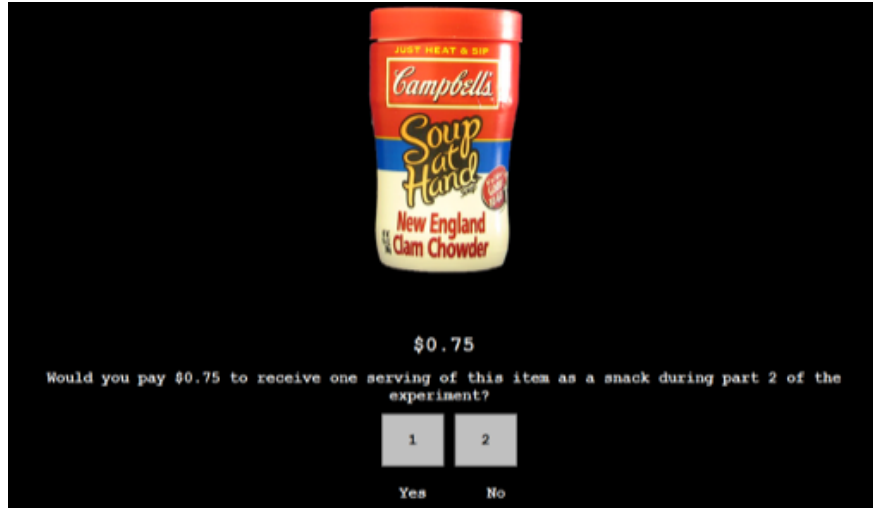 JUST HEAT & SIP
Campbell's
Soup
at
Hand
New England
Clam Chowder
$0.75
Would you pay $0.75 to receive one serving of this item as a snack during part 2 of the
experiment?
1 2
Yes No